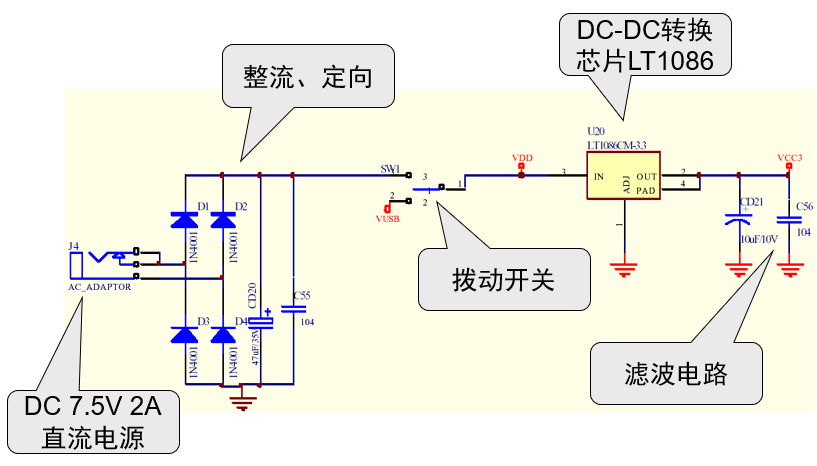 DC-DC转换
芯片LT1086
整流、定向
U20
LT1086CM-3.3
SW1
3
1
1
2
2
VUSB
VDD
3
IN
ADJ
OUT
PAD
2
4
1
VCC3
D1
1N4001
D2
1N4001
J4
AC_ADAPTOR
D3
1N4001
D4
1N4001
CD20
+
47uF/35V
C55
104
CD21
+
10uF/10V
C56
104
拨动开关
滤波电路
DC 7.5V 2A
直流电源